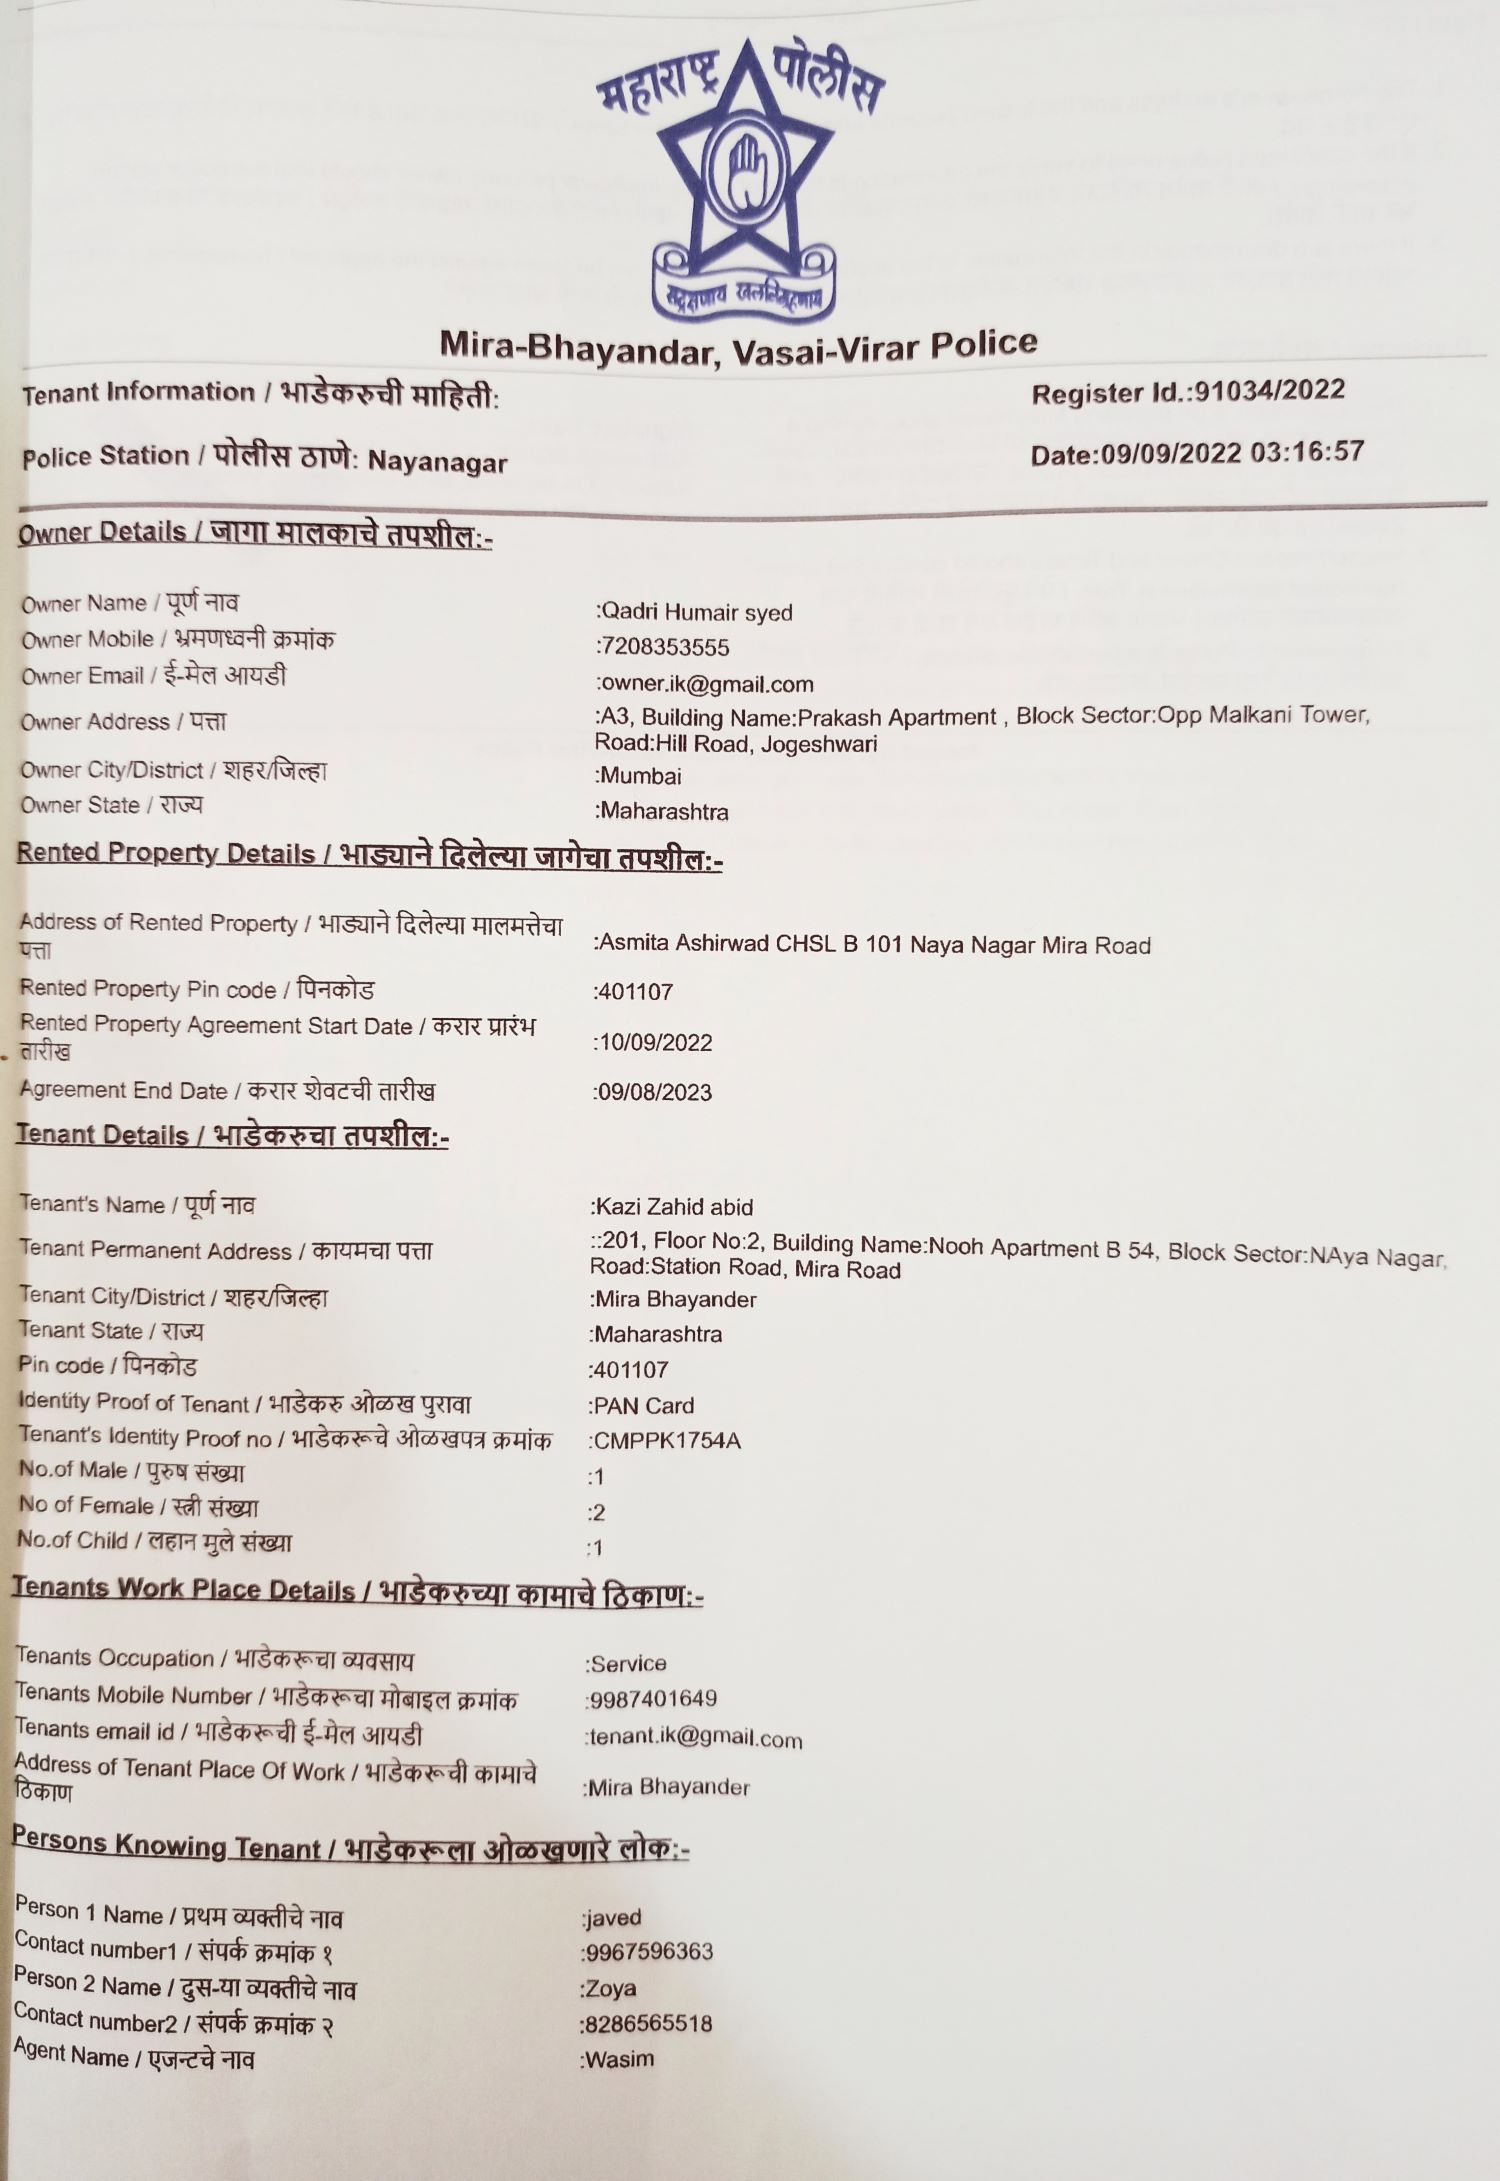 महाराष्ट्र पोलीस
सद्रक्षणाय खलनिग्रहणाय
Mira-Bhayandar, Vasai-Virar Police
Tenant Information / भाडेकरुची माहिती: Register Id.:91034/2022
Police Station / पोलीस ठाणे: Nayanagar Date:09/09/2022 03:16:57
Owner Details / जागा मालकाचे तपशील:-
Owner Name / पूर्ण नाव :Qadri Humair syed
Owner Mobile / भ्रमणध्वनी क्रमांक :7208353555
Owner Email / ई-मेल आयडी :owner.ik@gmail.com
Owner Address / पत्ता :A3, Building Name:Prakash Apartment , Block Sector:Opp Malkani Tower,
Road:Hill Road, Jogeshwari
Owner City/District / शहर/जिल्हा :Mumbai
Owner State / राज्य :Maharashtra
Rented Property Details / भाड्याने दिलेल्या जागेचा तपशील:-
Address of Rented Property / भाड्याने दिलेल्या मालमत्तेचा
पत्ता :Asmita Ashirwad CHSL B 101 Naya Nagar Mira Road
Rented Property Pin code / पिनकोड :401107
Rented Property Agreement Start Date / करार प्रारंभ
तारीख :10/09/2022
Agreement End Date / करार शेवटची तारीख :09/08/2023
Tenant Details / भाडेकरुचा तपशील:-
Tenant's Name / पूर्ण नाव :Kazi Zahid abid
Tenant Permanent Address / कायमचा पत्ता ::201, Floor No:2, Building Name:Nooh Apartment B 54, Block Sector:NAya Nagar,
Road:Station Road, Mira Road
Tenant City/District / शहर/जिल्हा :Mira Bhayander
Tenant State / राज्य :Maharashtra
Pin code / पिनकोड :401107
Identity Proof of Tenant / भाडेकरु ओळख पुरावा :PAN Card
Tenant's Identity Proof no / भाडेकरूचे ओळखपत्र क्रमांक :CMPPK1754A
No.of Male / पुरुष संख्या :1
No of Female / स्त्री संख्या :2
No.of Child / लहान मुले संख्या :1
Tenants Work Place Details / भाडेकरुच्या कामाचे ठिकाण:-
Tenants Occupation / भाडेकरूचा व्यवसाय :Service
Tenants Mobile Number / भाडेकरूचा मोबाइल क्रमांक :9987401649
Tenants email id / भाडेकरूची ई-मेल आयडी :tenant.ik@gmail.com
Address of Tenant Place Of Work / भाडेकरूची कामाचे
ठिकाण :Mira Bhayander
Persons Knowing Tenant / भाडेकरूला ओळखणारे लोक:-
Person 1 Name / प्रथम व्यक्तीचे नाव :javed
Contact number1 / संपर्क क्रमांक १ :9967596363
Person 2 Name / दुस-या व्यक्तीचे नाव :Zoya
Contact number2 / संपर्क क्रमांक २ :8286565518
Agent Name / एजन्टचे नाव :Wasim